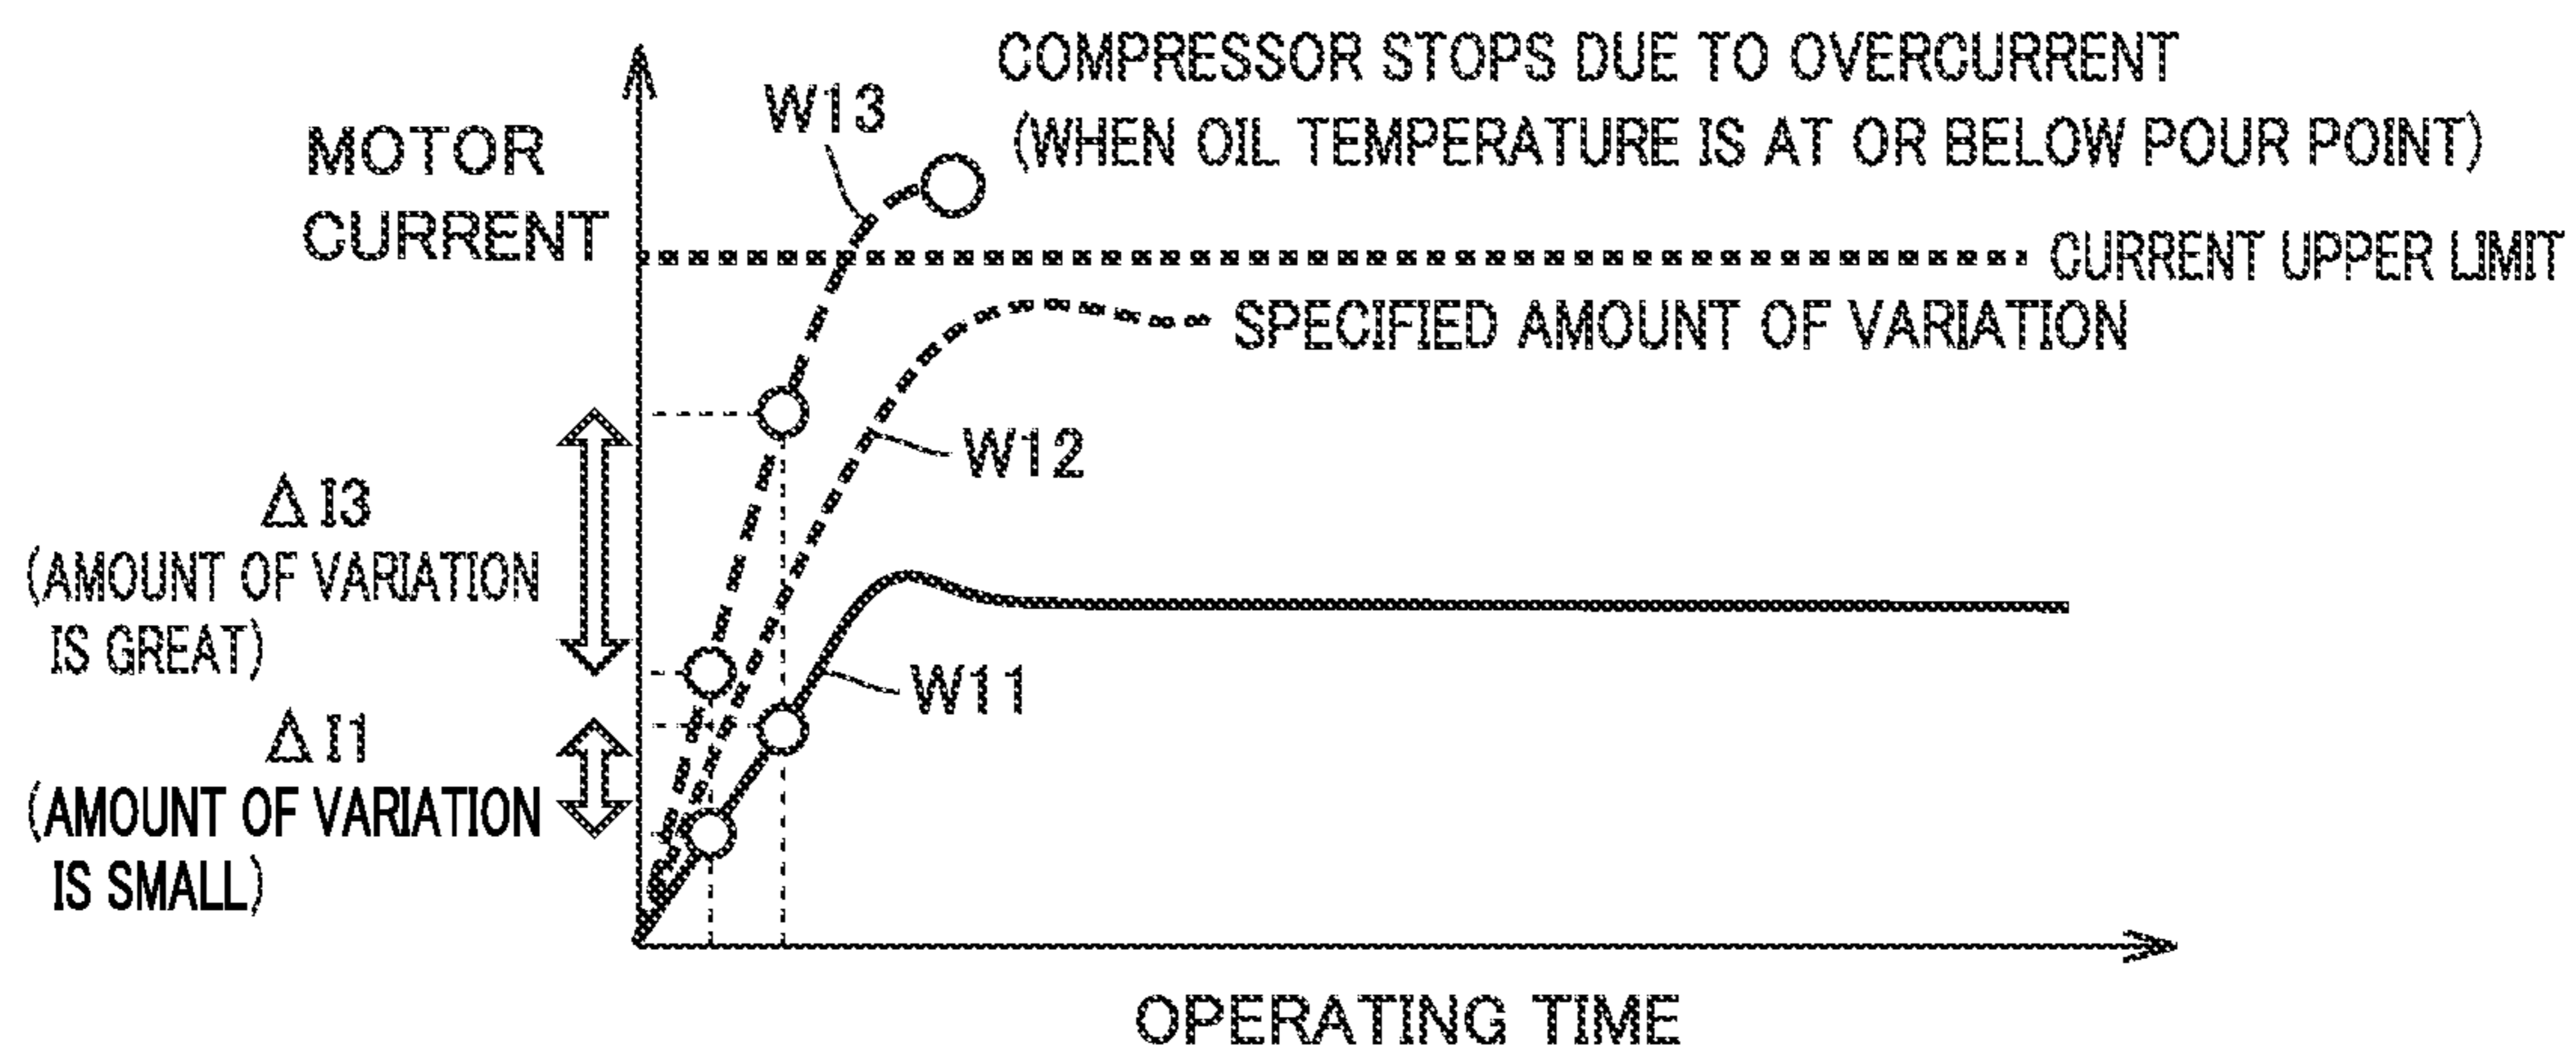 COMPRESSOR STOPS DUE TO OVERCURRENT
(WHEN OIL TEMPERATURE IS AT OR BELOW POUR POINT)
W13
MOTOR
CURRENT
CURRENT UPPER LIMIT
SPECIFIED AMOUNT OF VARIATION
W12
Δ I3
(AMOUNT OF VARIATION
IS GREAT)
W11
Δ I1
(AMOUNT OF VARIATION
IS SMALL)
OPERATING TIME